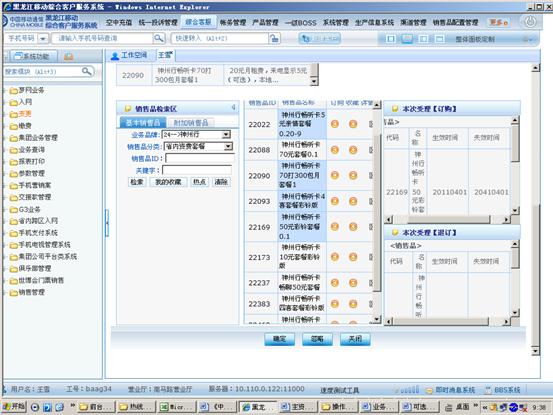 黑龙江移动综合客户服务系统 - Windows Internet Explorer
中国移动通信
CHINA MOBILE
黑龙江移动
综合客户服务系统
空中充值 统一投诉管理 综合客服 帐务管理 产品管理 一级BOSS 系统管理 生产信息系统 渠道管理 销售品配置管理 更多
手机号码 请输入手机号码查询 快速转入 (Alt+2) 整体面板定制
系统功能 工作空间 王雪
搜索模块 (Alt+3)
梦网业务
入网
变更
缴费
集团业务管理
业务查询
报表打印
参数管理
手机营销案
交接款管理
G3业务
省内跨区入网
手机支付系统
手机电视管理系统
集团公司平台类系统
俱乐部管理
世博会门票销售
销售管理
22090
神州行畅听卡70打300包月套餐1
20元月租费，来电显示5元（可选），本地...
销售品检索区
基本销售品 附加销售品
业务品牌: 24-->神州行
销售品分类: 省内资费套餐
销售品ID:
关键字:
检索 我的收藏 热点 清除
销售品ID 销售品名称 订购 收藏 详情
22022 神州行畅听卡5元亲情套餐0.20-9
22088 神州行畅听卡70元套餐0.1
22090 神州行畅听卡70打300包月套餐1
22093 神州行畅听卡4喜套餐彩铃版
22169 神州行畅听卡50元彩铃套餐0.1
22173 神州行畅听卡10元套餐彩铃版
22237 神州行畅听卡畅聊50元套餐
22383 神州行畅听卡四喜套餐彩铃版
本次受理【订购】
代码 名称 生效时间 失效时间
22169 神州行畅听卡50元彩铃套 20110401 20410401
本次受理【退订】
<销售品>
代码 名称 生效时间 失效时间
神州行畅听
确定 忽略 关闭
用户名：王雪 工号：baag34 营业厅：南马路营业厅 服务器：10.110.0.122:11000 速度测试工具 即时消息系统 BBS系统
开始 前台... 热线... Micr... 《中... 黑龙... 主资... 操作... 业务... 可选... 桌面 9:38